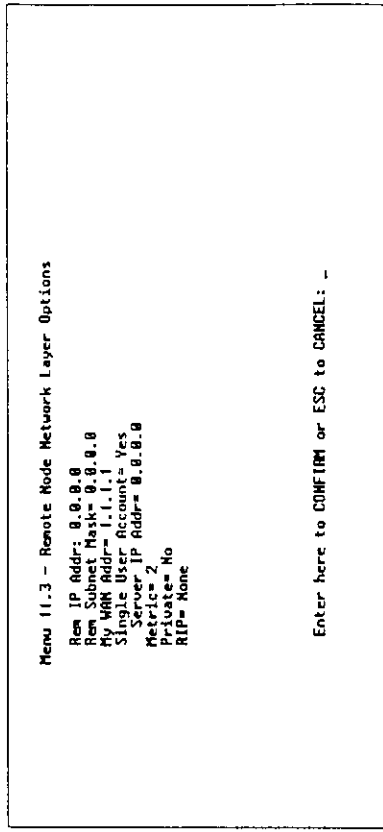 Menu 11.3 - Remote Node Network Layer Options
Rem IP Addr: 0.0.0.0
Rem Subnet Mask= 0.0.0.0
My WAN Addr= 1.1.1.1
Single User Account= Yes
Server IP Addr= 0.0.0.0
Metric= 2
Private= No
RIP= None
Enter here to CONFIRM or ESC to CANCEL: _